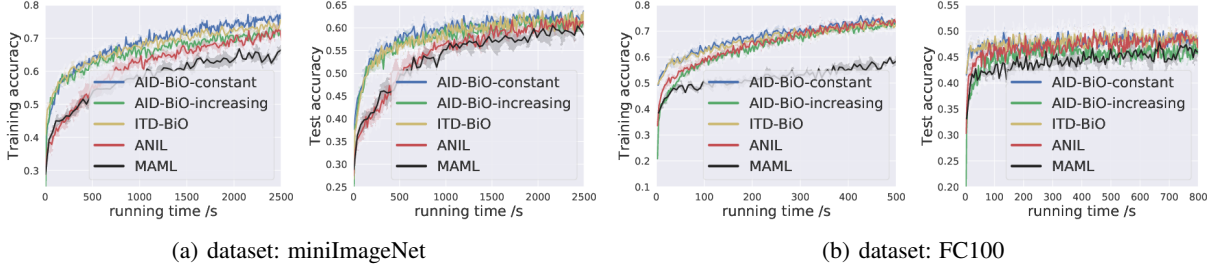 Training accuracy
0.8
0.7
0.6
0.5
0.4
0.3
0
500
1000
1500
2000
2500
running time /s
AID-BiO-constant
AID-BiO-increasing
ITD-BiO
ANIL
MAML
Test accuracy
0.65
0.60
0.55
0.50
0.45
0.40
0.35
0.30
0.25
0
500
1000
1500
2000
2500
running time /s
AID-BiO-constant
AID-BiO-increasing
ITD-BiO
ANIL
MAML
(a) dataset: miniImageNet
Training accuracy
0.8
0.7
0.6
0.5
0.4
0.3
0.2
0.1
0
100
200
300
400
500
running time /s
AID-BiO-constant
AID-BiO-increasing
ITD-BiO
ANIL
MAML
Test accuracy
0.55
0.50
0.45
0.40
0.35
0.30
0.25
0.20
0
100
200
300
400
500
600
700
800
running time /s
AID-BiO-constant
AID-BiO-increasing
ITD-BiO
ANIL
MAML
(b) dataset: FC100